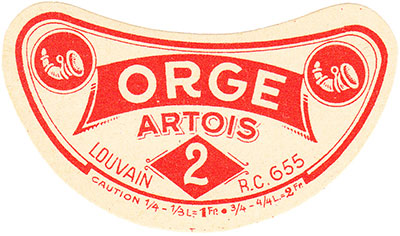 ORGE
ARTOIS
LOUVAIN 2 R.C. 655
CAUTION 1/4 - 1/3 L = 1 Fr. • 3/4 - 4/4 L = 2 Fr.